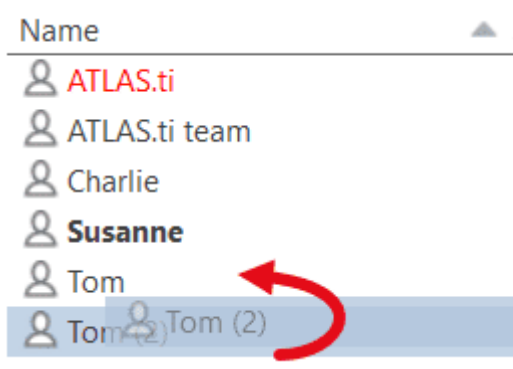 Name
ATLAS.ti
ATLAS.ti team
Charlie
Susanne
Tom
Tom (2)
Tom (2)